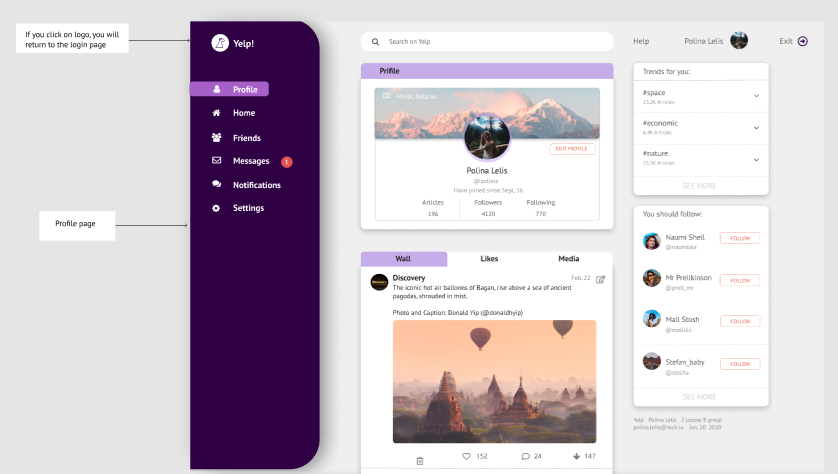 If you click on logo, you will
return to the login page
Yelp!
Profile
Home
Friends
Messages 1
Notifications
Settings
Profile page
Search on Yelp
Help Polina Lelis Exit
Prifile
Minsk, Belarus
EDIT PROFILE
Polina Lelis
Have joined sinse Sept, 16
Articles Followers Following
196 4120 770
Wall Likes Media
Discovery Feb, 22
The iconic hot air balloons of Bagan, rise above a sea of ancient
pagodas, shrouded in mist.
Photo and Caption: Donald Yip (@donaldhyip)
152 24 147
Trends for you:
#space
13,2K Articles
#economic
6,4K Articles
#nature
15,5K Articles
SEE MORE
You should follow:
Naumi Shell FOLLOW
@naumiska
Mr Prellkinson FOLLOW
@prell_mr
Mall Stosh FOLLOW
Stefan_baby FOLLOW
@stesha
SEE MORE
Yelp Polina Lelis 2 course 8 group
polina.lelis@mail.ru Jan, 20 2020